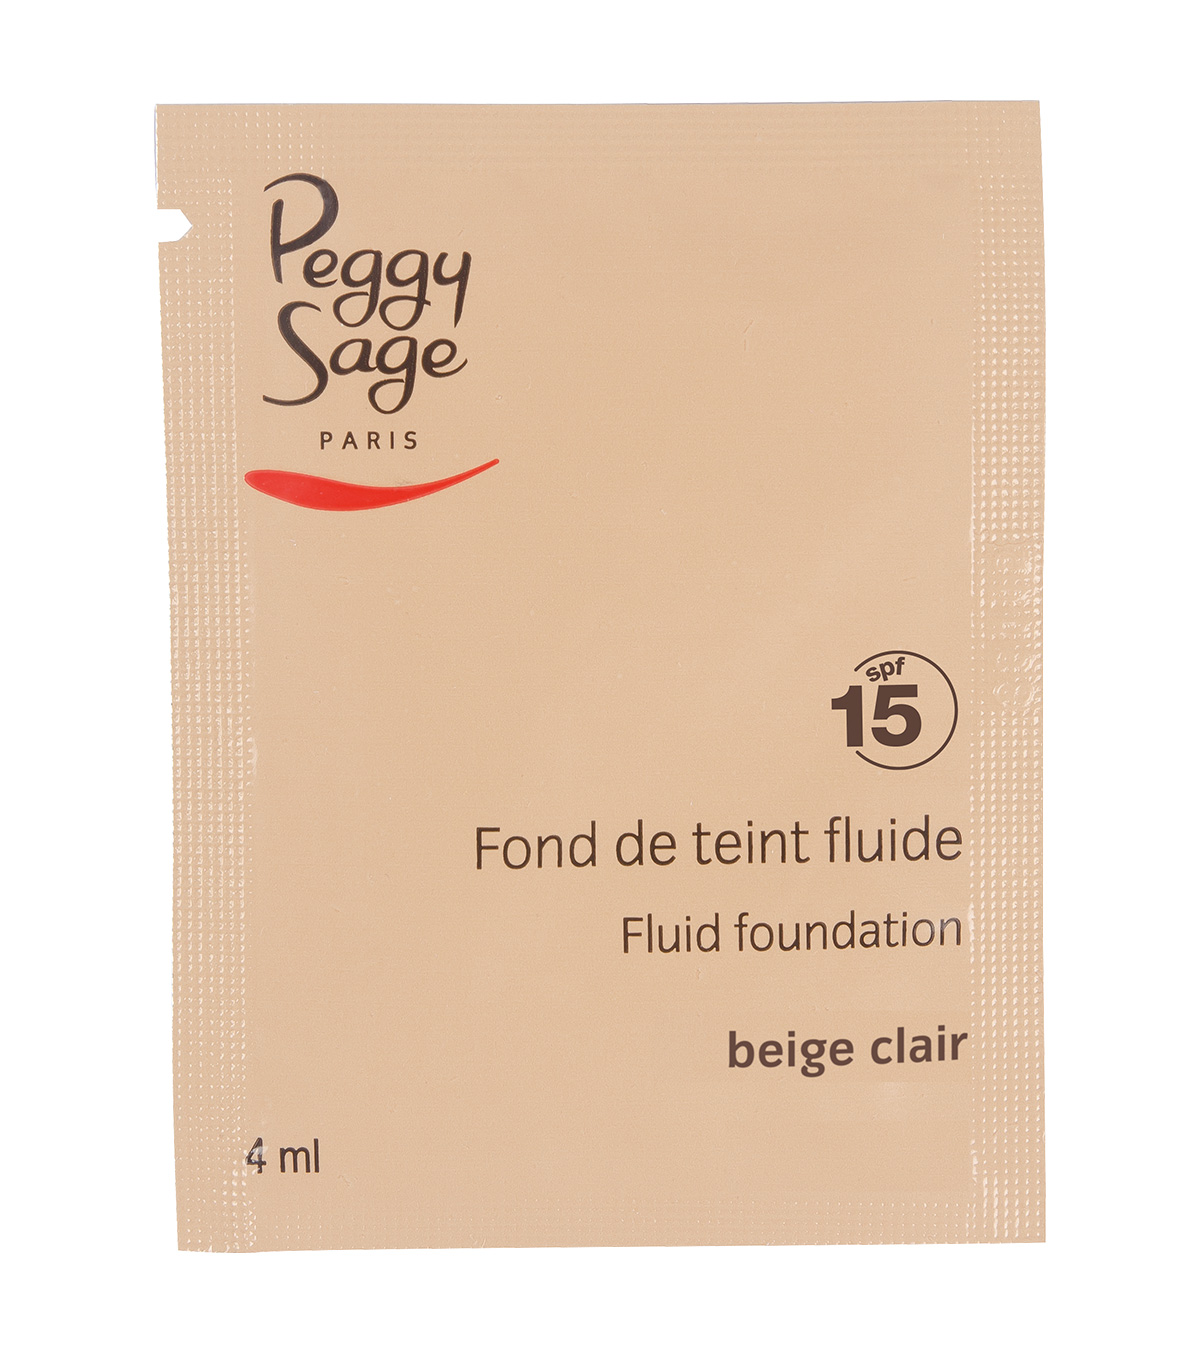 Peggy
Sage
PARIS
spf
15
Fond de teint fluide
Fluid foundation
beige clair
4 ml